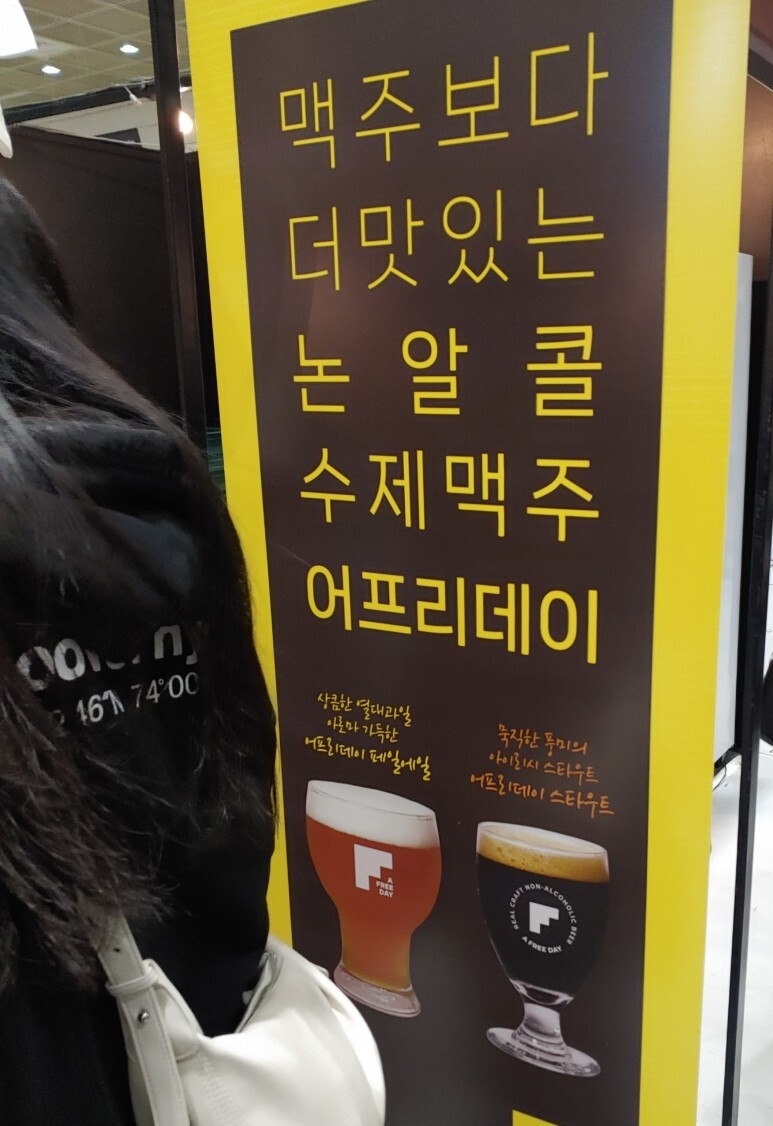 맥주보다
더맛있는
논 알 콜
수제맥주
어프리데이
상큼한 열대과일
아로마 가득한
어프리데이 페일에일
묵직한 풍미의
아이리시 스타우트
어프리데이 스타우트
A
FREE
DAY
REAL CRAFT NON-ALCOHOLIC BEER
A FREE DAY
46°N 74°00